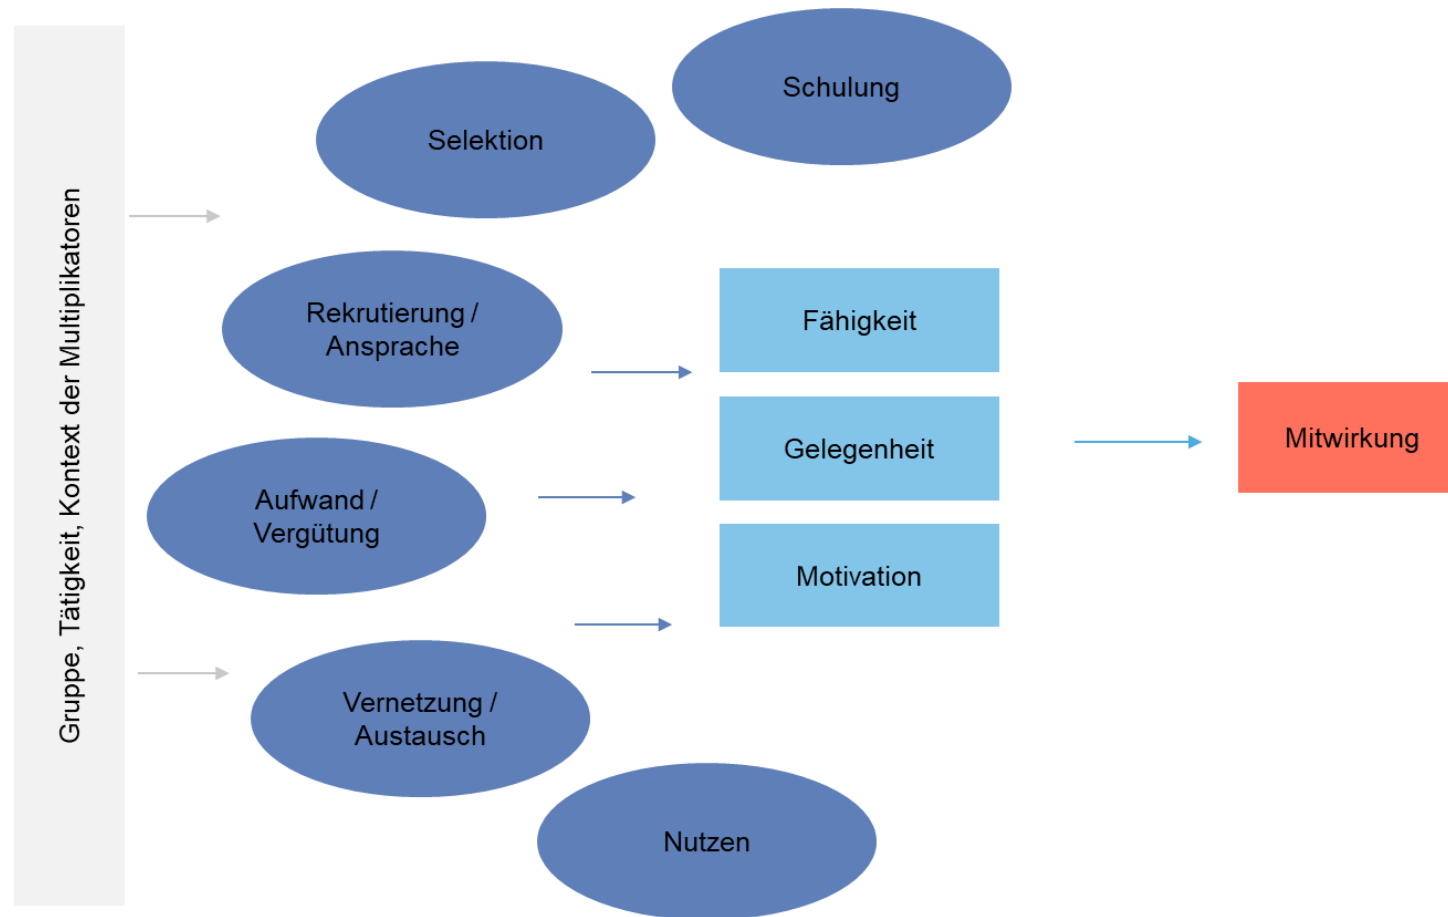 Gruppe, Tätigkeit, Kontext der Multiplikatoren
Schulung
Selektion
Rekrutierung /
Ansprache
Aufwand /
Vergütung
Vernetzung /
Austausch
Nutzen
Fähigkeit
Gelegenheit
Motivation
Mitwirkung